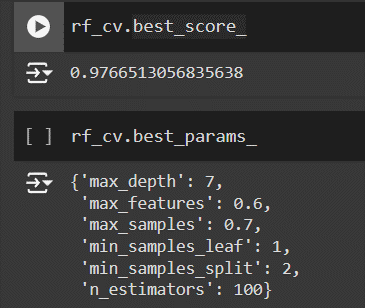 rf_cv.best_score_
0.9766513056835638
[ ] rf_cv.best_params_
{'max_depth': 7,
'max_features': 0.6,
'max_samples': 0.7,
'min_samples_leaf': 1,
'min_samples_split': 2,
'n_estimators': 100}